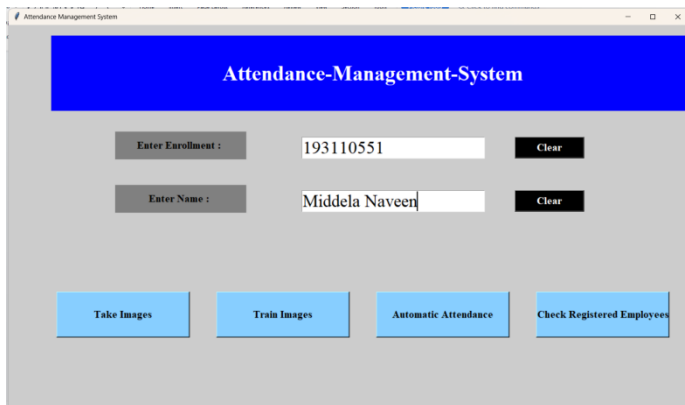 Attendance Management System
Attendance-Management-System
Enter Enrollment :
193110551
Clear
Enter Name :
Middela Naveen
Clear
Take Images
Train Images
Automatic Attendance
Check Registered Employees